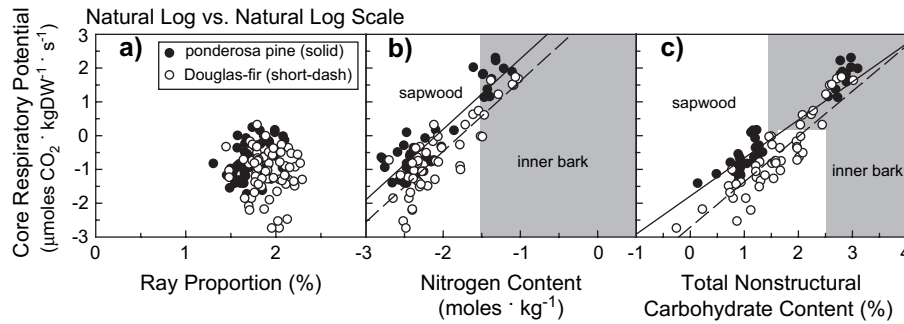 Natural Log vs. Natural Log Scale
Core Respiratory Potential
(μmoles CO2 · kgDW-1 · s-1)
3
2
1
0
-1
-2
-3
a)
ponderosa pine (solid)
Douglas-fir (short-dash)
0 1 2 3 4
Ray Proportion (%)
b)
sapwood
inner bark
-3 -2 -1 0
Nitrogen Content
(moles · kg-1)
c)
sapwood
inner bark
-1 0 1 2 3 4
Total Nonstructural
Carbohydrate Content (%)